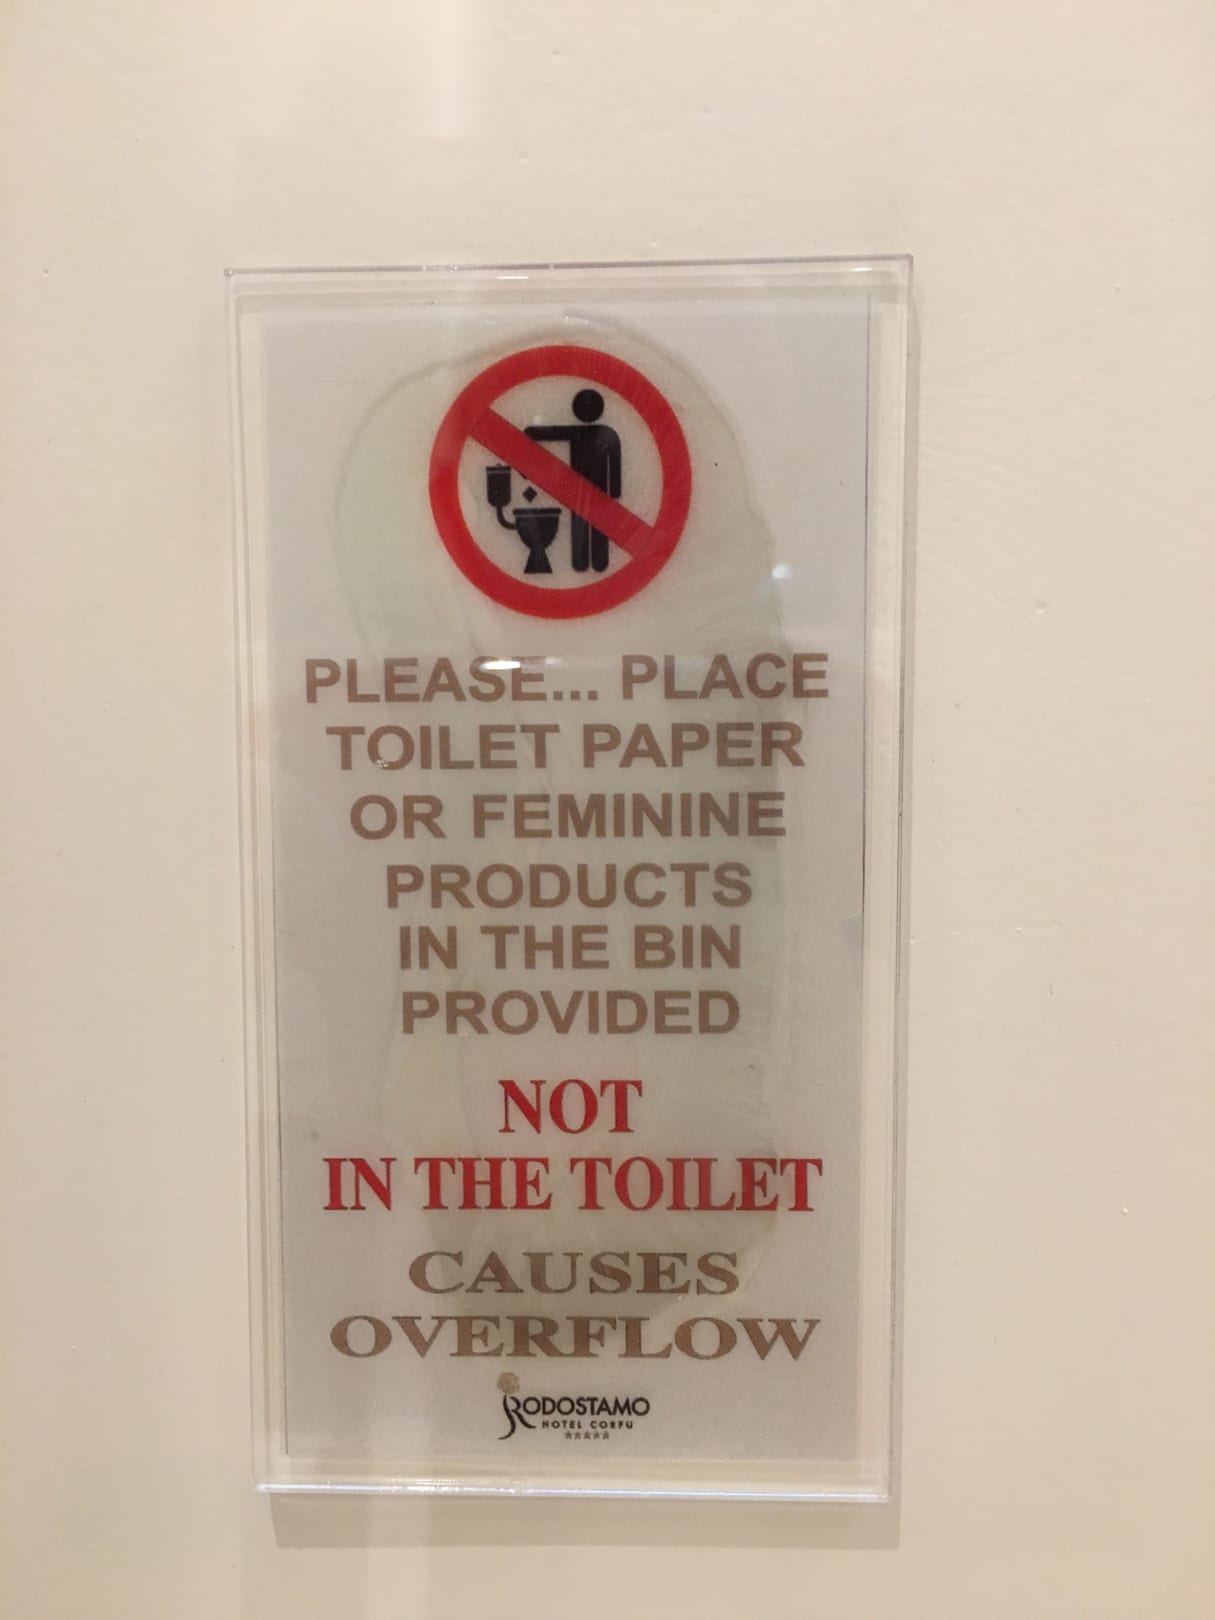 PLEASE... PLACE
TOILET PAPER
OR FEMININE
PRODUCTS
IN THE BIN
PROVIDED
NOT
IN THE TOILET
CAUSES
OVERFLOW
RODOSTAMO
HOTEL CORFU
★★★★★